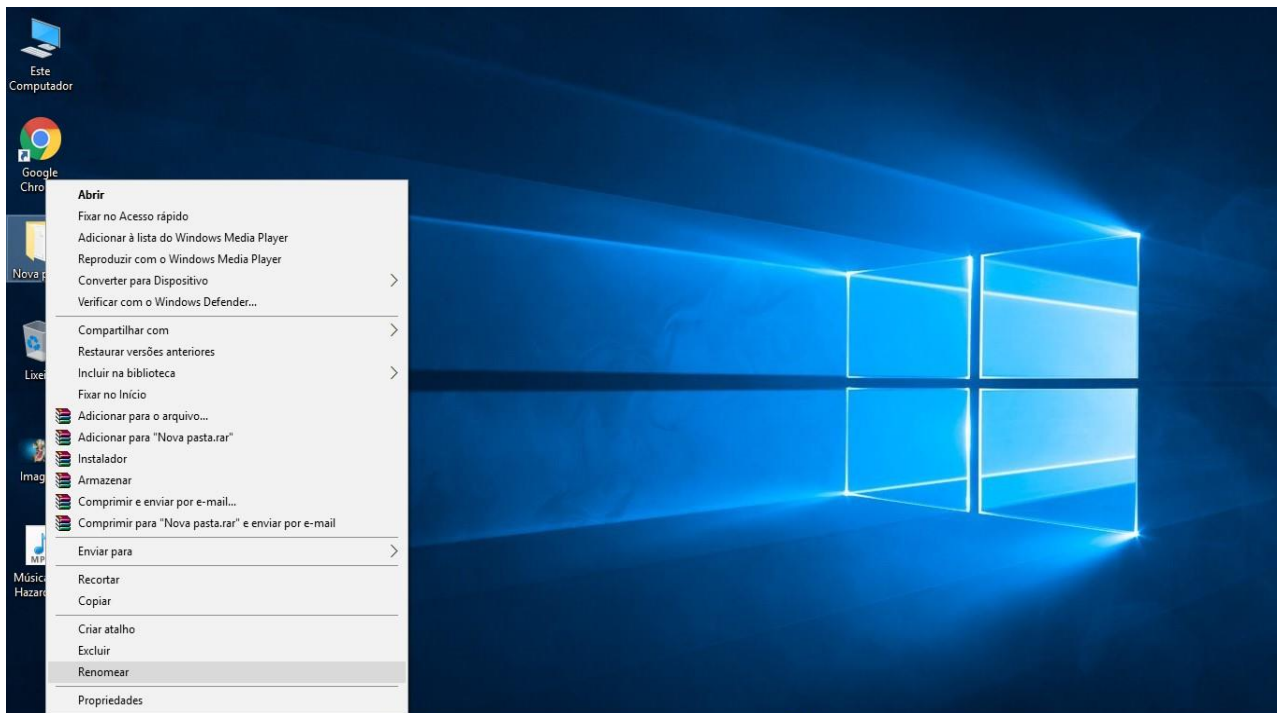 Este
Computador
Google
Chro
Nova p
Lixei
Imag
MP
Música
Hazard
Abrir
Fixar no Acesso rápido
Adicionar à lista do Windows Media Player
Reproduzir com o Windows Media Player
Converter para Dispositivo
Verificar com o Windows Defender...
Compartilhar com
Restaurar versões anteriores
Incluir na biblioteca
Fixar no Início
Adicionar para o arquivo...
Adicionar para "Nova pasta.rar"
Instalador
Armazenar
Comprimir e enviar por e-mail...
Comprimir para "Nova pasta.rar" e enviar por e-mail
Enviar para
Recortar
Copiar
Criar atalho
Excluir
Renomear
Propriedades